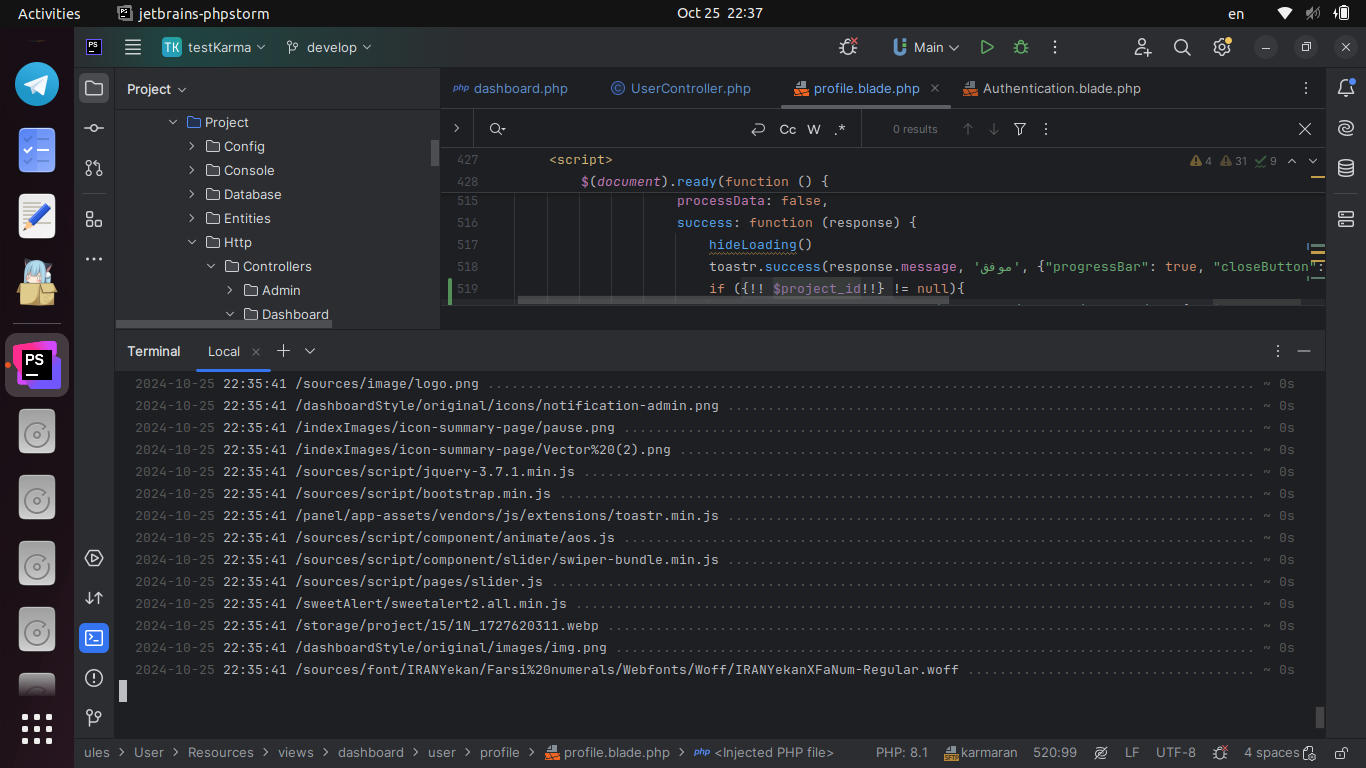 Activities jetbrains-phpstorm Oct 25 22:37 en
PS TK testKarma develop Main
Project
dashboard.php UserController.php profile.blade.php Authentication.blade.php
Project
Config
Console
Database
Entities
Http
Controllers
Admin
Dashboard
Cc W .* 0 results
427 <script> 4 31 9
428 $(document).ready(function () {
515 processData: false,
516 success: function (response) {
517 hideLoading()
518 toastr.success(response.message, 'موفق', {"progressBar": true, "closeButton":
519 if ({!! $project_id!!} != null){
PS
Terminal Local
2024-10-25 22:35:41 /sources/image/logo.png ~ 0s
2024-10-25 22:35:41 /dashboardStyle/original/icons/notification-admin.png ~ 0s
2024-10-25 22:35:41 /indexImages/icon-summary-page/pause.png ~ 0s
2024-10-25 22:35:41 /indexImages/icon-summary-page/Vector%20(2).png ~ 0s
2024-10-25 22:35:41 /sources/script/jquery-3.7.1.min.js ~ 0s
2024-10-25 22:35:41 /sources/script/bootstrap.min.js ~ 0s
2024-10-25 22:35:41 /panel/app-assets/vendors/js/extensions/toastr.min.js ~ 0s
2024-10-25 22:35:41 /sources/script/component/animate/aos.js ~ 0s
2024-10-25 22:35:41 /sources/script/component/slider/swiper-bundle.min.js ~ 0s
2024-10-25 22:35:41 /sources/script/pages/slider.js ~ 0s
2024-10-25 22:35:41 /sweetAlert/sweetalert2.all.min.js ~ 0s
2024-10-25 22:35:41 /storage/project/15/1N_1727620311.webp ~ 0s
2024-10-25 22:35:41 /dashboardStyle/original/images/img.png ~ 0s
2024-10-25 22:35:41 /sources/font/IRANYekan/Farsi%20numerals/Webfonts/Woff/IRANYekanXFaNum-Regular.woff ~ 0s
ules > User > Resources > views > dashboard > user > profile > profile.blade.php > php <Injected PHP file> PHP: 8.1 karmaran 520:99 LF UTF-8 4 spaces